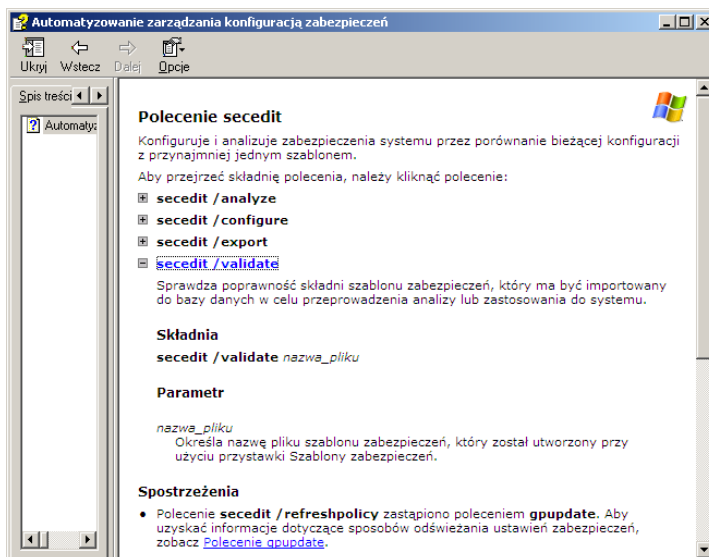 Automatyzowanie zarządzania konfiguracją zabezpieczeń
Ukryj Wstecz Dalej Opcje
Spis treści
Automatyz
Polecenie secedit
Konfiguruje i analizuje zabezpieczenia systemu przez porównanie bieżącej konfiguracji
z przynajmniej jednym szablonem.
Aby przejrzeć składnię polecenia, należy kliknąć polecenie:
secedit /analyze
secedit /configure
secedit /export
secedit /validate
Sprawdza poprawność składni szablonu zabezpieczeń, który ma być importowany
do bazy danych w celu przeprowadzenia analizy lub zastosowania do systemu.
Składnia
secedit /validate nazwa_pliku
Parametr
nazwa_pliku
Określa nazwę pliku szablonu zabezpieczeń, który został utworzony przy
użyciu przystawki Szablony zabezpieczeń.
Spostrzeżenia
• Polecenie secedit /refreshpolicy zastąpiono poleceniem gpupdate. Aby
uzyskać informacje dotyczące sposobów odświeżania ustawień zabezpieczeń,
zobacz Polecenie gpupdate.